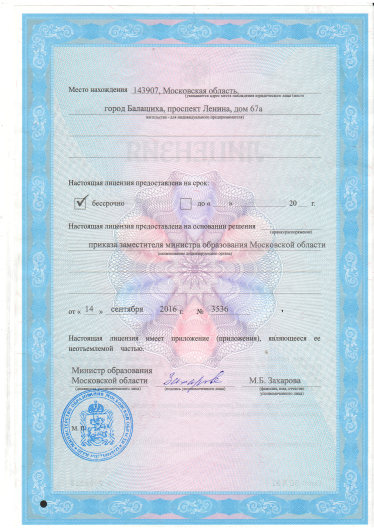 Место нахождения 143907, Московская область,
(указывается адрес места нахождения юридического лица (место
город Балашиха, проспект Ленина, дом 67а
жительства - для индивидуального предпринимателя)
Настоящая лицензия предоставлена на срок:
бессрочно до « » 20 г.
Настоящая лицензия предоставлена на основании решения
(приказ/распоряжение)
приказа заместителя министра образования Московской области
(наименование лицензирующего органа)
от « 14 » сентября 2016 г. № 3536
Настоящая лицензия имеет приложение (приложения), являющееся ее
неотъемлемой частью.
Министр образования
Московской области М.Б. Захарова
(должность уполномоченного лица) (подпись уполномоченного лица) (фамилия, имя, отчество
уполномоченного лица)
М. П.